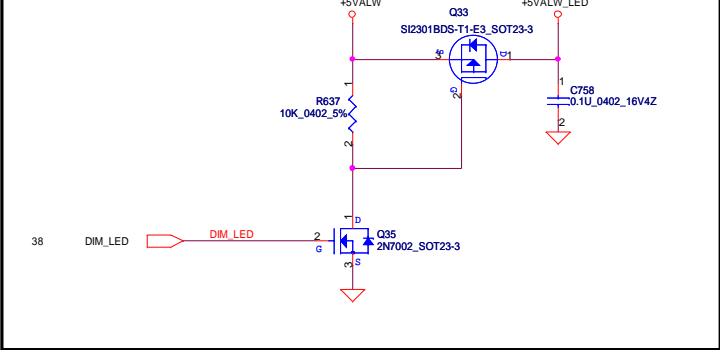 +5VALW
Q33
+5VALW_LED
SI2301BDS-T1-E3_SOT23-3
3
S
D
1
G
2
1
R637
10K_0402_5%
2
1
C758
0.1U_0402_16V4Z
2
1
D
38
DIM_LED
DIM_LED
2
G
Q35
2N7002_SOT23-3
3
S